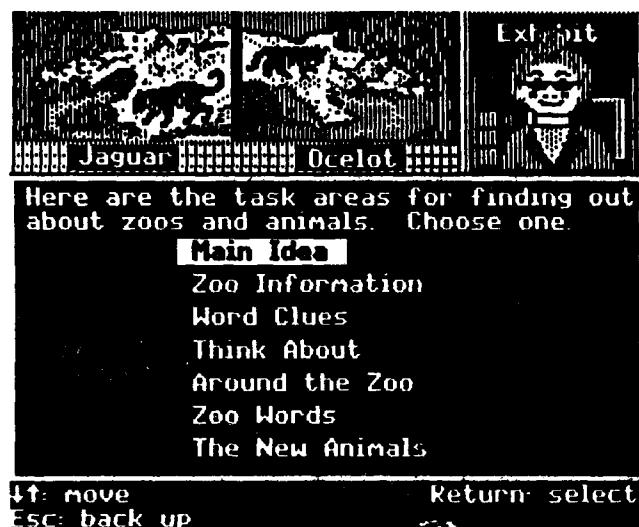 Exhibit
Jaguar Ocelot
Here are the task areas for finding out
about zoos and animals. Choose one.
Main Idea
Zoo Information
Word Clues
Think About
Around the Zoo
Zoo Words
The New Animals
↓↑: move Return: select
Esc: back up